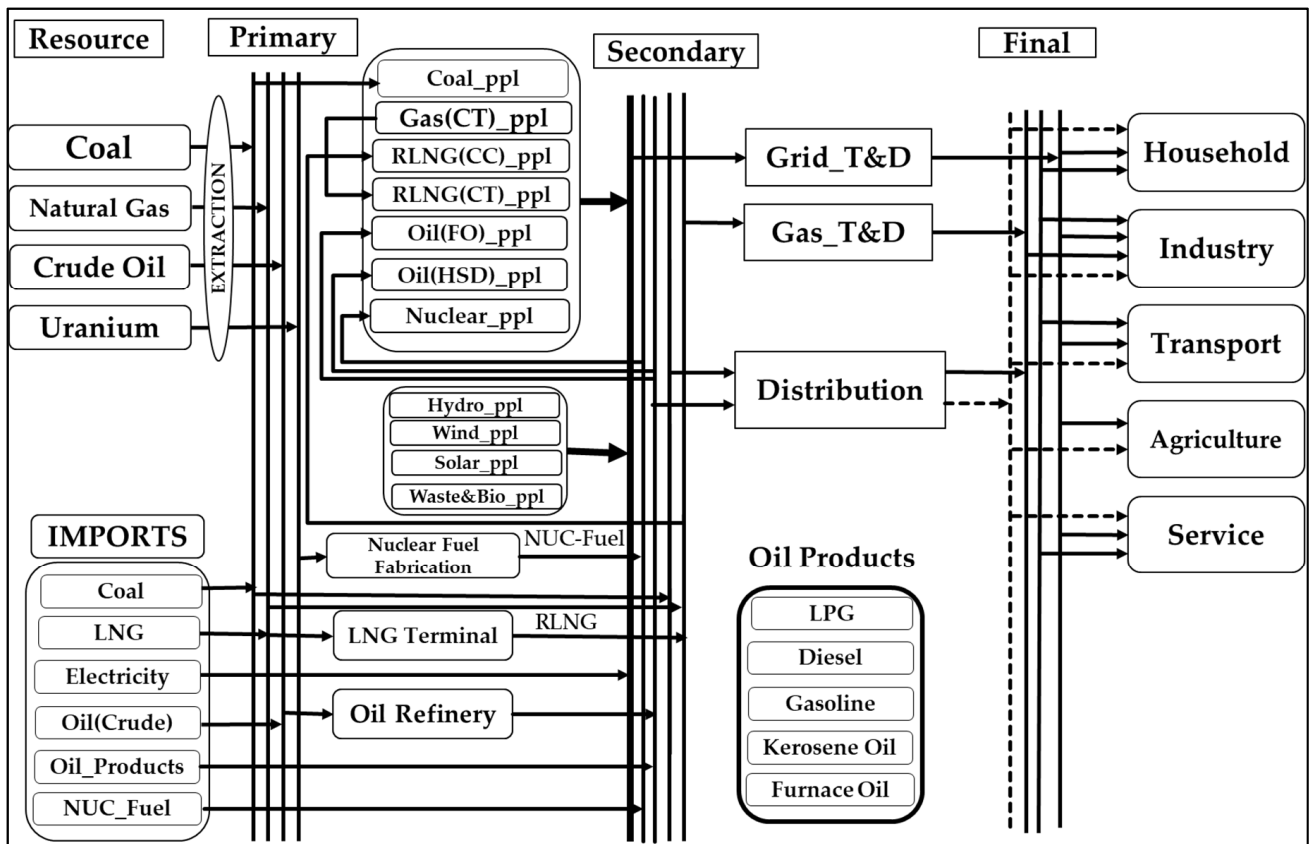 Resource
Primary
Secondary
Final
Coal
Natural Gas
Crude Oil
Uranium
EXTRACTION
Coal_ppl
Gas(CT)_ppl
RLNG(CC)_ppl
RLNG(CT)_ppl
Oil(FO)_ppl
Oil(HSD)_ppl
Nuclear_ppl
Hydro_ppl
Wind_ppl
Solar_ppl
Waste&Bio_ppl
Grid_T&D
Gas_T&D
Distribution
Household
Industry
Transport
Agriculture
Service
IMPORTS
Coal
LNG
Electricity
Oil(Crude)
Oil_Products
NUC_Fuel
Nuclear Fuel
Fabrication
NUC-Fuel
LNG Terminal
RLNG
Oil Refinery
Oil Products
LPG
Diesel
Gasoline
Kerosene Oil
Furnace Oil